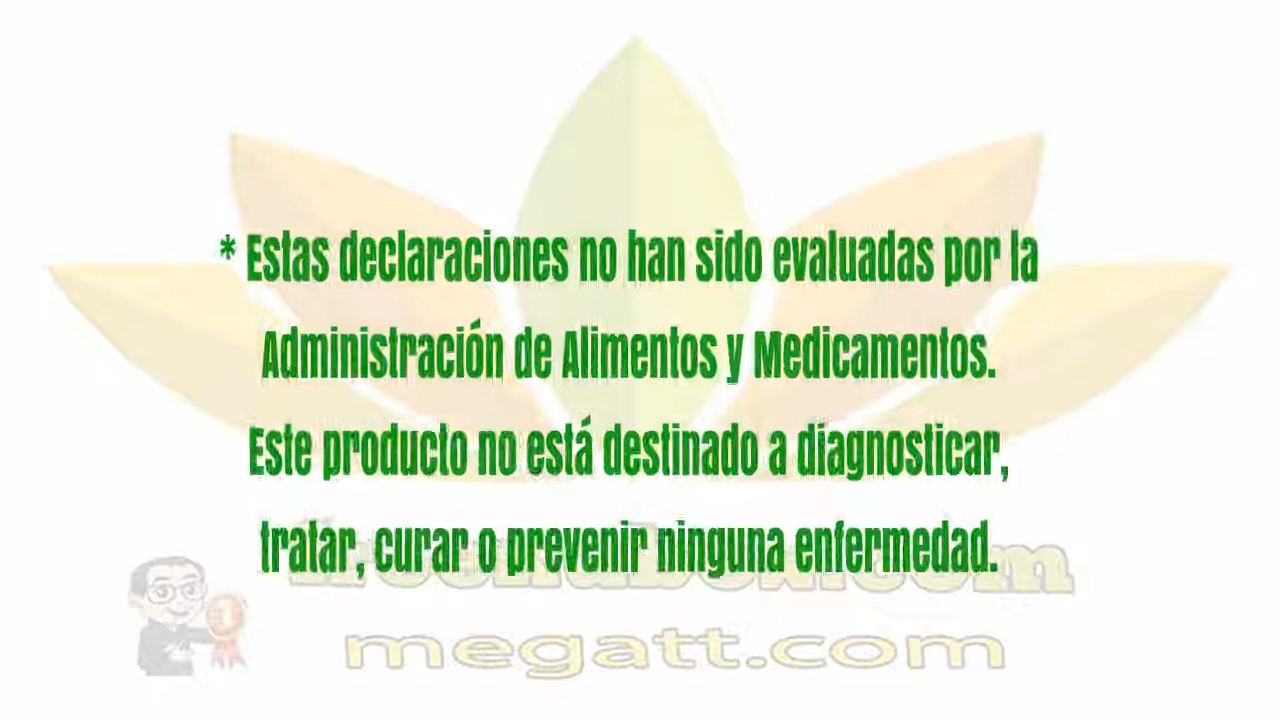 * Estas declaraciones no han sido evaluadas por la
Administración de Alimentos y Medicamentos.
Este producto no está destinado a diagnosticar,
tratar, curar o prevenir ninguna enfermedad.
megatt.com